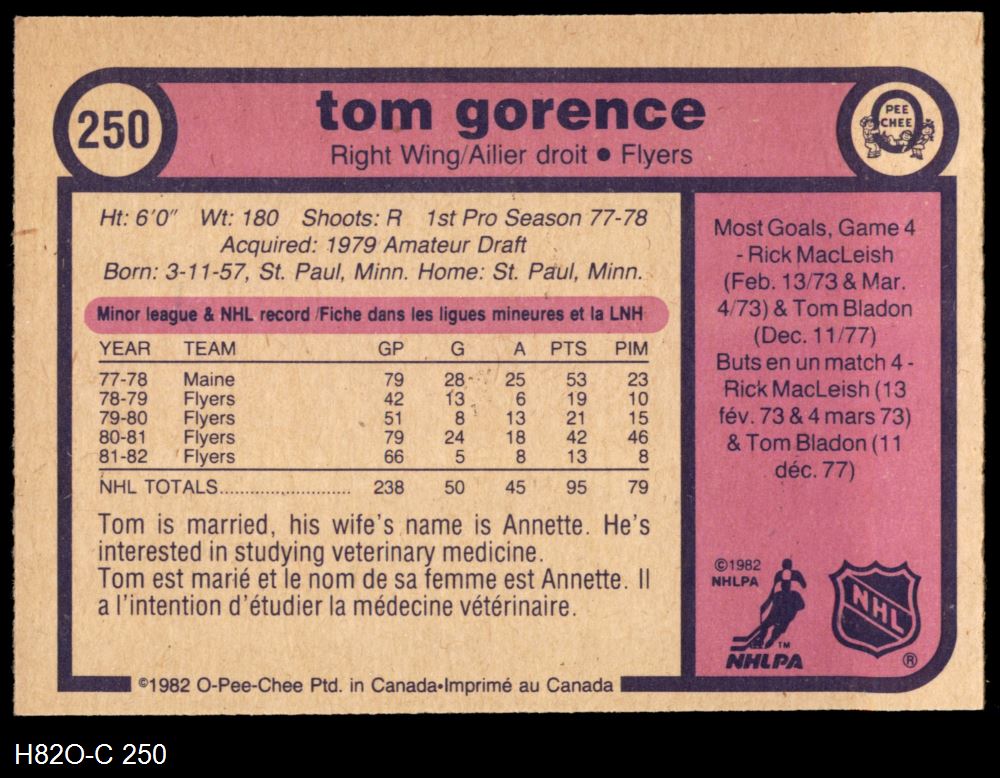 250
tom gorence
Right Wing/Ailier droit ● Flyers
O
PEE
CHEE
Ht: 6'0" Wt: 180 Shoots: R 1st Pro Season 77-78
Acquired: 1979 Amateur Draft
Born: 3-11-57, St. Paul, Minn. Home: St. Paul, Minn.
Minor league & NHL record /Fiche dans les ligues mineures et la LNH
YEAR TEAM GP G A PTS PIM
77-78 Maine 79 28 25 53 23
78-79 Flyers 42 13 6 19 10
79-80 Flyers 51 8 13 21 15
80-81 Flyers 79 24 18 42 46
81-82 Flyers 66 5 8 13 8
NHL TOTALS........................ 238 50 45 95 79
Tom is married, his wife's name is Annette. He's
interested in studying veterinary medicine.
Tom est marié et le nom de sa femme est Annette. Il
a l'intention d'étudier la médecine vétérinaire.
Most Goals, Game 4
- Rick MacLeish
(Feb. 13/73 & Mar.
4/73) & Tom Bladon
(Dec. 11/77)
Buts en un match 4 -
Rick MacLeish (13
fév. 73 & 4 mars 73)
& Tom Bladon (11
déc. 77)
©1982
NHLPA
TM
NHLPA
NHL
®
©1982 O-Pee-Chee Ptd. in Canada•Imprimé au Canada
H82O-C 250